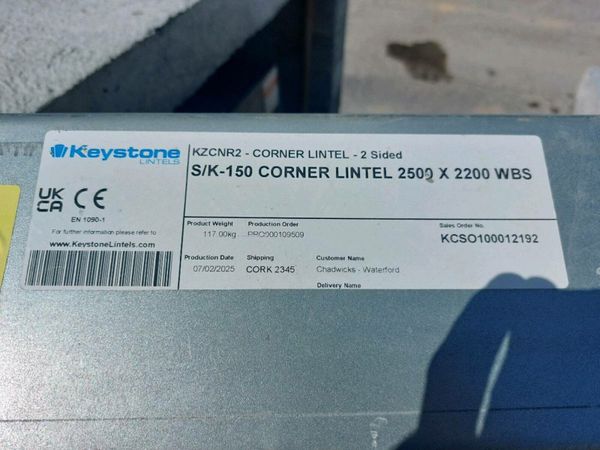 Keystone
LINTELS
KZCNR2 - CORNER LINTEL - 2 Sided
S/K-150 CORNER LINTEL 2500 X 2200 WBS
UK
CA CE
EN 1090-1
For further information please refer to
www.KeystoneLintels.com
Product Weight
117.00kg
Production Order
PRO000109509
Sales Order No.
KCSO100012192
Production Date
07/02/2025
Shipping
CORK 2345
Customer Name
Chadwicks - Waterford
Delivery Name